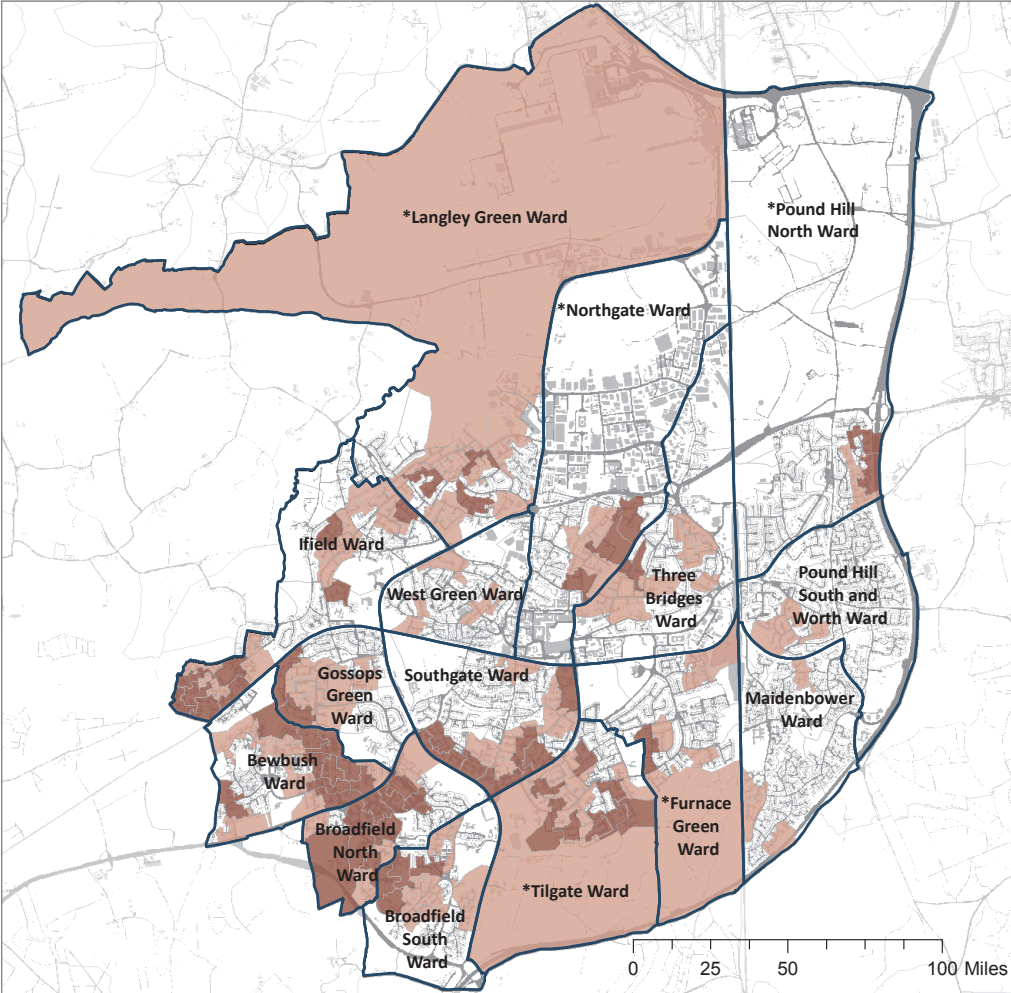 *Langley Green Ward
*Pound Hill
North Ward
*Northgate Ward
Ifield Ward
West Green Ward
Three
Bridges
Ward
Pound Hill
South and
Worth Ward
Gossops
Green
Ward
Southgate Ward
Maidenbower
Ward
Bewbush
Ward
*Furnace
Green
Ward
Broadfield
North
Ward
*Tilgate Ward
Broadfield
South
Ward
0 25 50 100 Miles